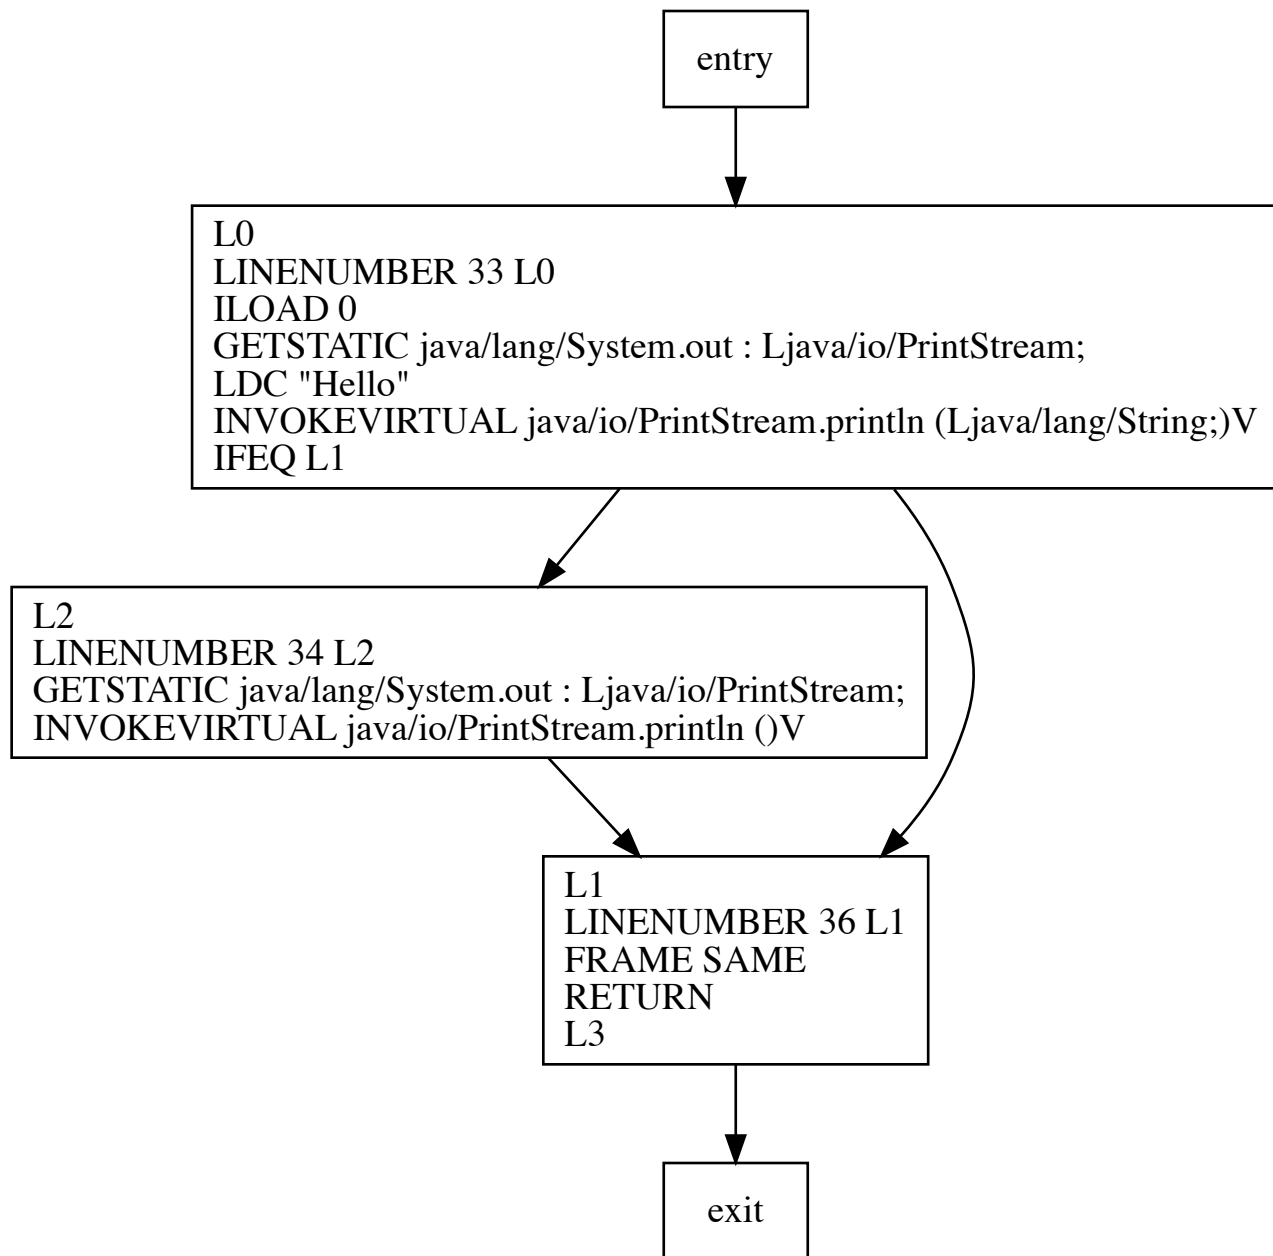 entry
L0
LINENUMBER 33 L0
ILOAD 0
GETSTATIC java/lang/System.out : Ljava/io/PrintStream;
LDC "Hello"
INVOKEVIRTUAL java/io/PrintStream.println (Ljava/lang/String;)V
IFEQ L1
L2
LINENUMBER 34 L2
GETSTATIC java/lang/System.out : Ljava/io/PrintStream;
INVOKEVIRTUAL java/io/PrintStream.println ()V
L1
LINENUMBER 36 L1
FRAME SAME
RETURN
L3
exit